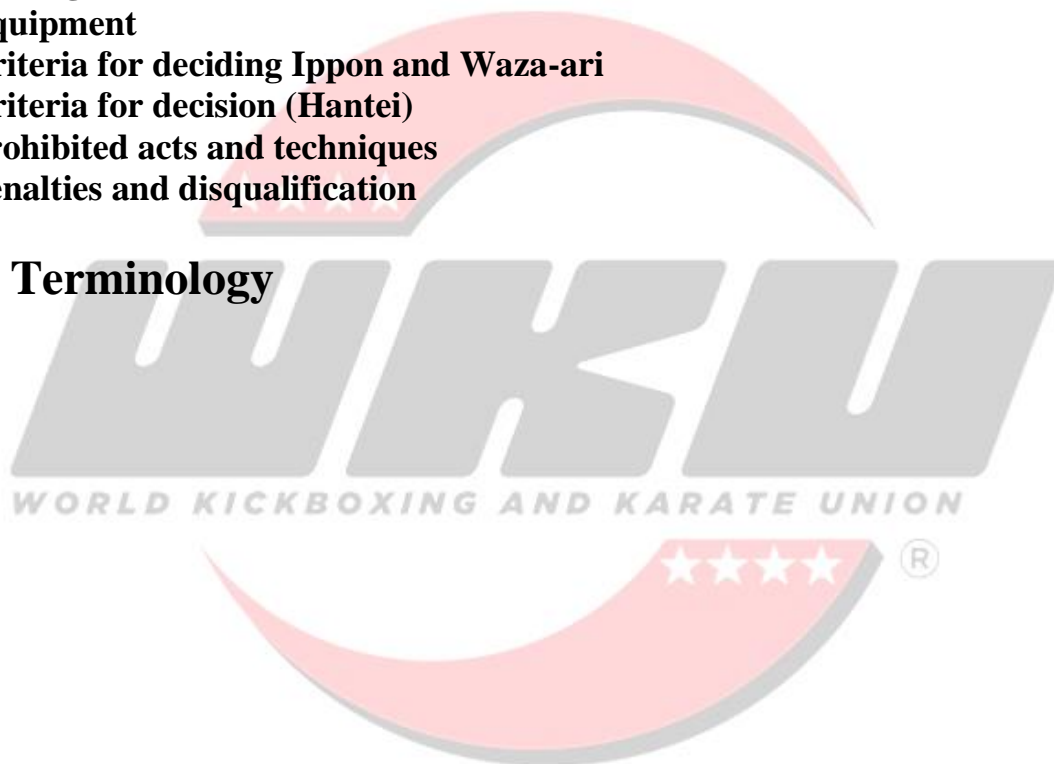 quipment
riteria for deciding Ippon and Waza-ari
riteria for decision (Hantei)
rohibited acts and techniques
enalties and disqualification
Terminology
WKU
WORLD KICKBOXING AND KARATE UNION
®